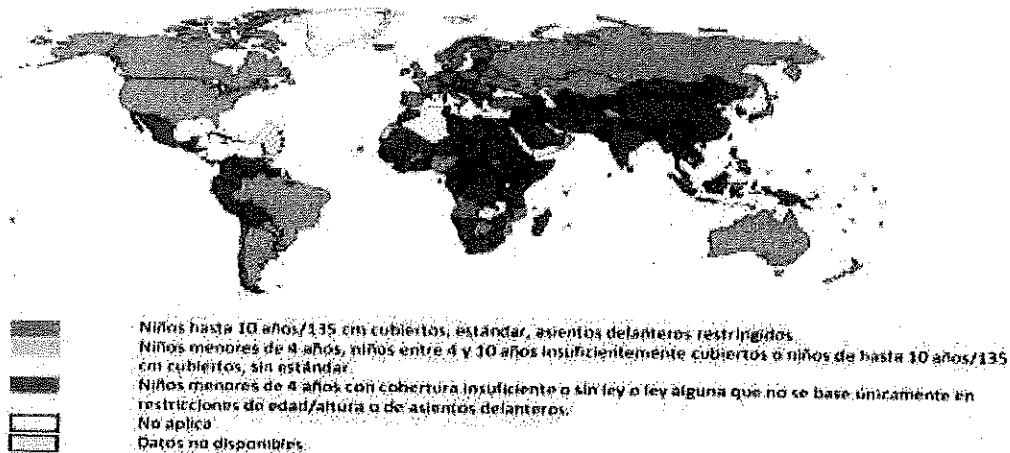 Niños hasta 10 años/135 cm cubiertos, estándar, asientos delanteros restringidos
Niños menores de 4 años, niños entre 4 y 10 años insuficientemente cubiertos o niños de hasta 10 años/135
cm cubiertos, sin estándar.
Niños menores de 4 años con cobertura insuficiente o sin ley o ley alguna que no se base únicamente en
restricciones de edad/altura o de asientos delanteros.
No aplica
Datos no disponibles